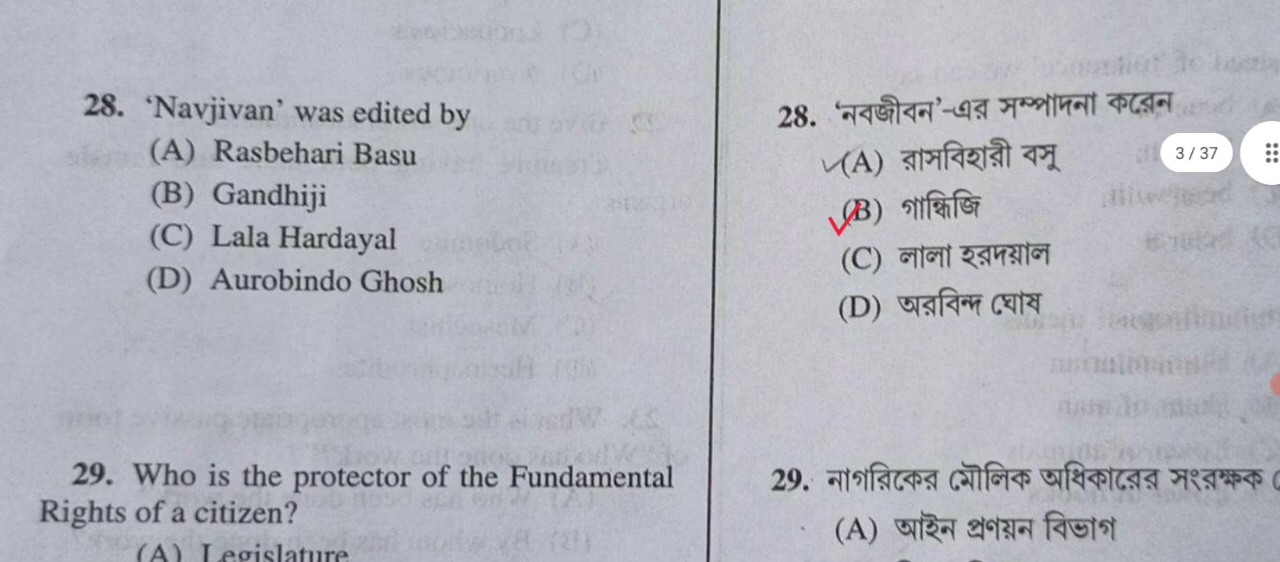 28. ‘Navjivan’ was edited by
(A) Rasbehari Basu
(B) Gandhiji
(C) Lala Hardayal
(D) Aurobindo Ghosh
29. Who is the protector of the Fundamental
Rights of a citizen?
(A) Legislature
28. ‘নবজীবন’-এর সম্পাদনা করেন
(A) রাসবিহারী বসু
(B) গান্ধিজি
(C) লালা হরদয়াল
(D) অরবিন্দ ঘোষ
29. নাগরিকের মৌলিক অধিকারের সংরক্ষক
(A) আইন প্রণয়ন বিভাগ
3 / 37